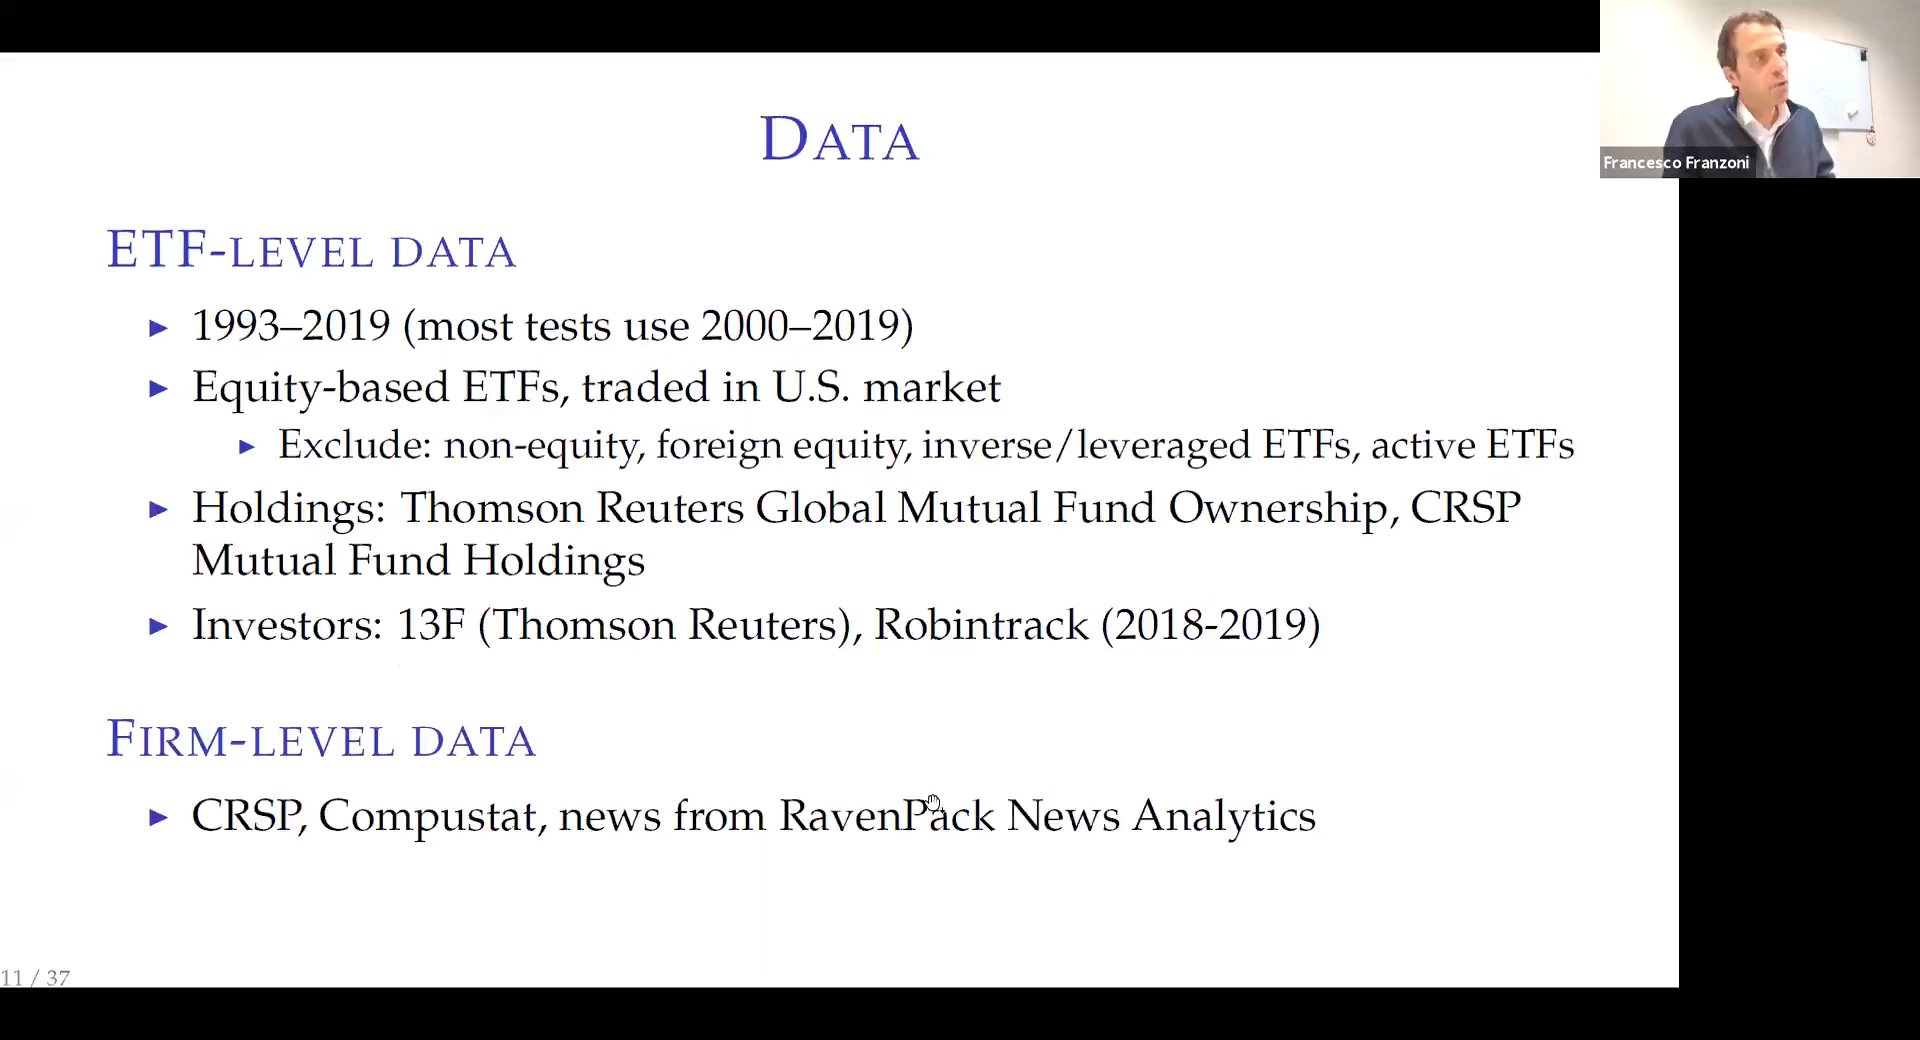 Francesco Franzoni
DATA
ETF-LEVEL DATA
▶ 1993–2019 (most tests use 2000–2019)
▶ Equity-based ETFs, traded in U.S. market
▶ Exclude: non-equity, foreign equity, inverse/leveraged ETFs, active ETFs
▶ Holdings: Thomson Reuters Global Mutual Fund Ownership, CRSP
Mutual Fund Holdings
▶ Investors: 13F (Thomson Reuters), Robintrack (2018-2019)
FIRM-LEVEL DATA
▶ CRSP, Compustat, news from RavenPack News Analytics
11 / 37